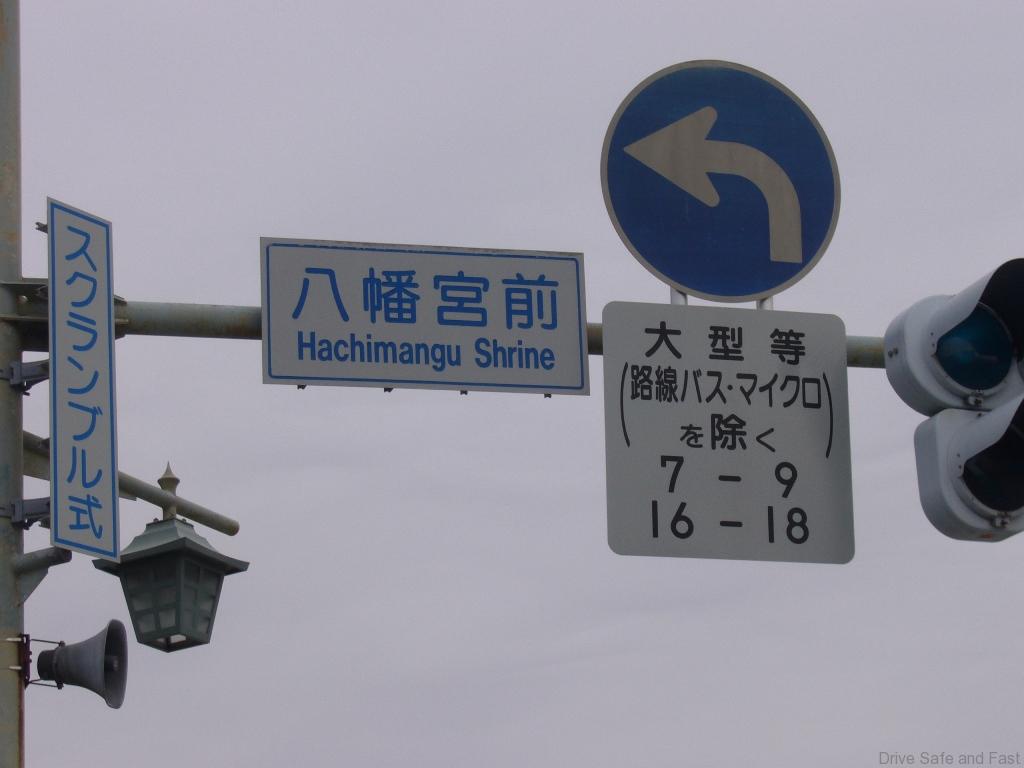 スクランブル式
八幡宮前
Hachimangu Shrine
大型等
(路線バス・マイクロ)
を除く
7 - 9
16 - 18
Drive Safe and Fast